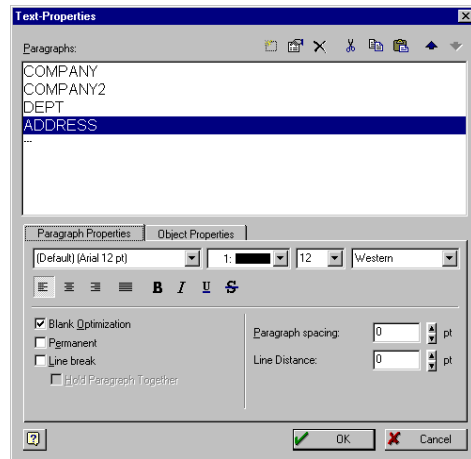 Text-Properties
Paragraphs:
COMPANY
COMPANY2
DEPT
ADDRESS
---
Paragraph Properties Object Properties
(Default) (Arial 12 pt) 1: 12 Western
B I U S
Blank Optimization
Permanent
Line break
Hold Paragraph Together
Paragraph spacing: 0 pt
Line Distance: 0 pt
? OK Cancel